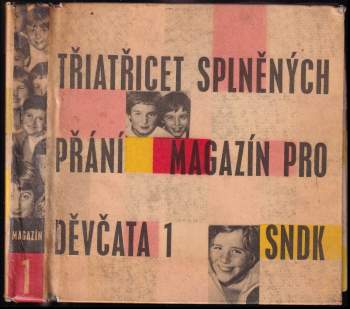 TŘIATŘICET SPLNĚNÝCH
PŘÁNÍ MAGAZÍN PRO
DĚVČATA 1 SNDK
MAGAZÍN
1